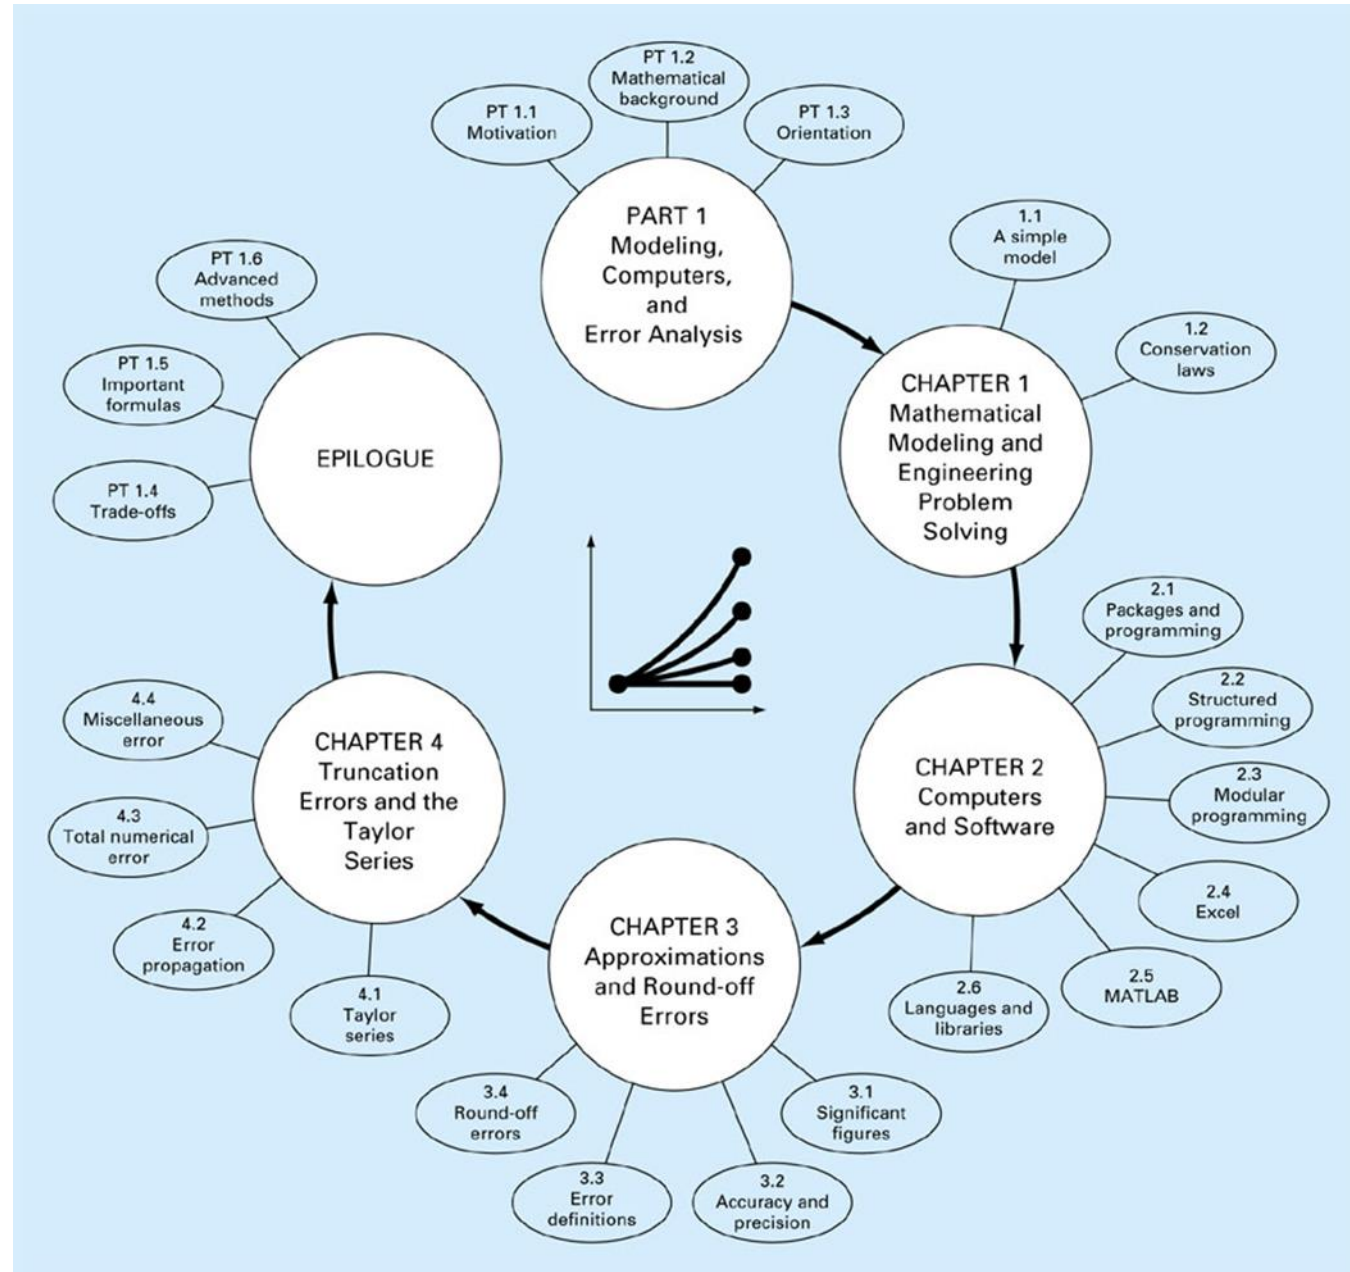 PT 1.1
Motivation
PT 1.2
Mathematical
background
PT 1.3
Orientation
PART 1
Modeling,
Computers,
and
Error Analysis
1.1
A simple
model
1.2
Conservation
laws
CHAPTER 1
Mathematical
Modeling and
Engineering
Problem
Solving
2.1
Packages and
programming
2.2
Structured
programming
2.3
Modular
programming
2.4
Excel
2.5
MATLAB
2.6
Languages and
libraries
CHAPTER 2
Computers
and Software
CHAPTER 3
Approximations
and Round-off
Errors
3.1
Significant
figures
3.2
Accuracy and
precision
3.3
Error
definitions
3.4
Round-off
errors
CHAPTER 4
Truncation
Errors and the
Taylor
Series
4.1
Taylor
series
4.2
Error
propagation
4.3
Total numerical
error
4.4
Miscellaneous
error
EPILOGUE
PT 1.4
Trade-offs
PT 1.5
Important
formulas
PT 1.6
Advanced
methods